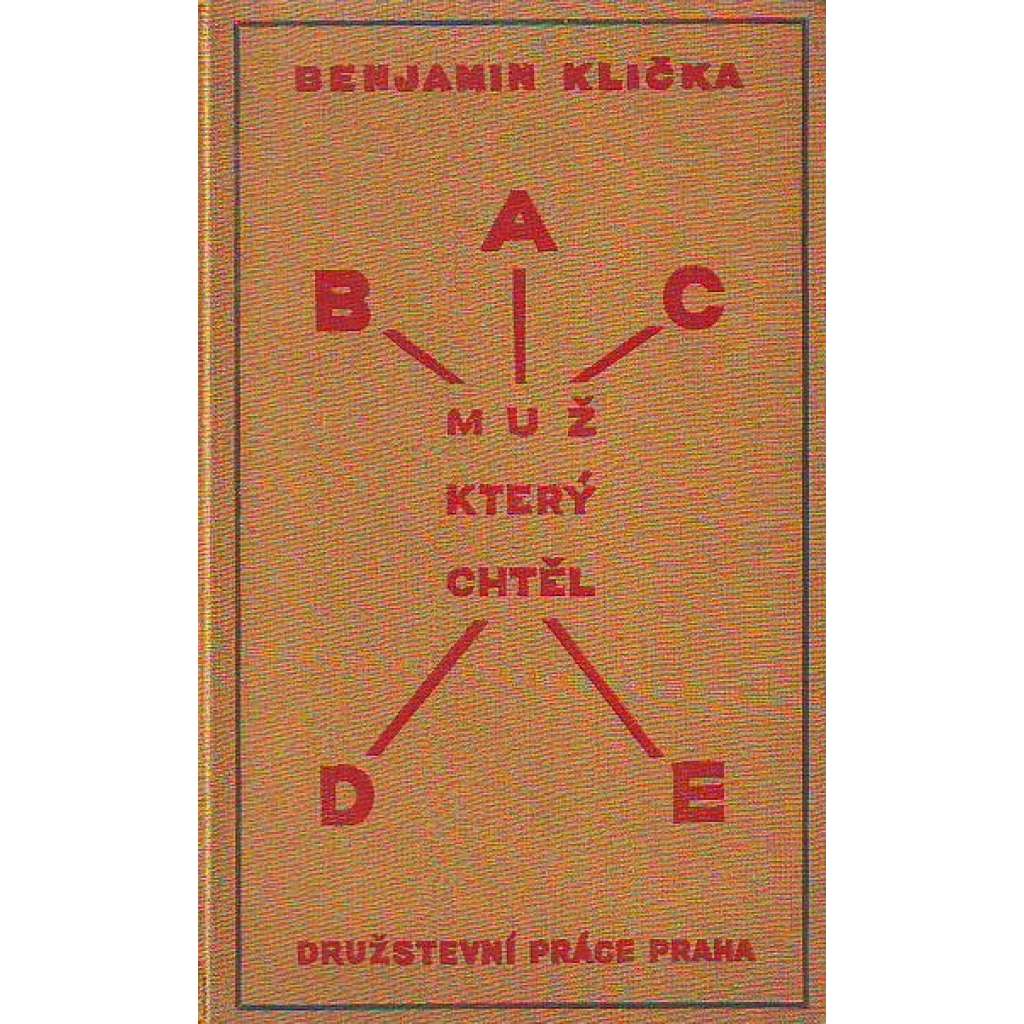 BENJAMIN KLIČKA
A
B C
MUŽ
KTERÝ
CHTĚL
D E
DRUŽSTEVNÍ PRÁCE PRAHA